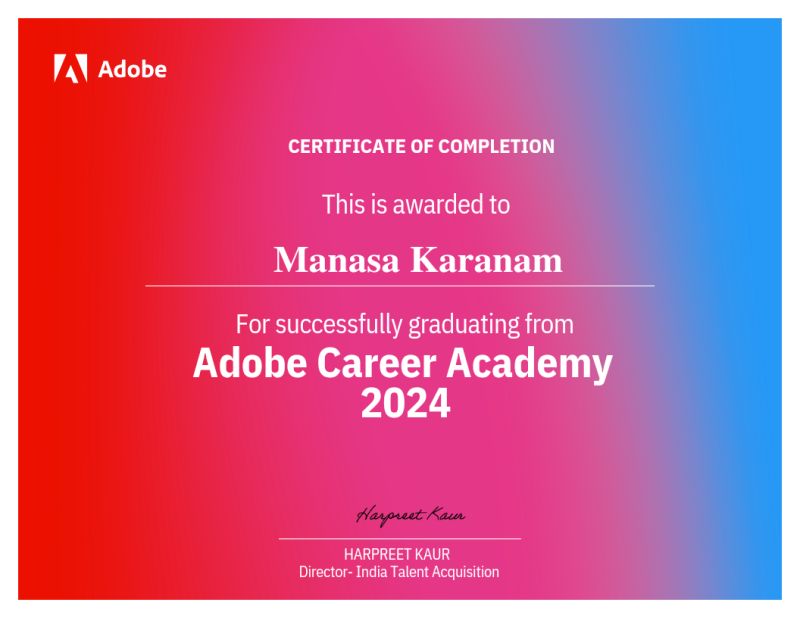 Adobe
CERTIFICATE OF COMPLETION
This is awarded to
Manasa Karanam
For successfully graduating from
Adobe Career Academy
2024
Harpreet Kaur
HARPREET KAUR
Director- India Talent Acquisition